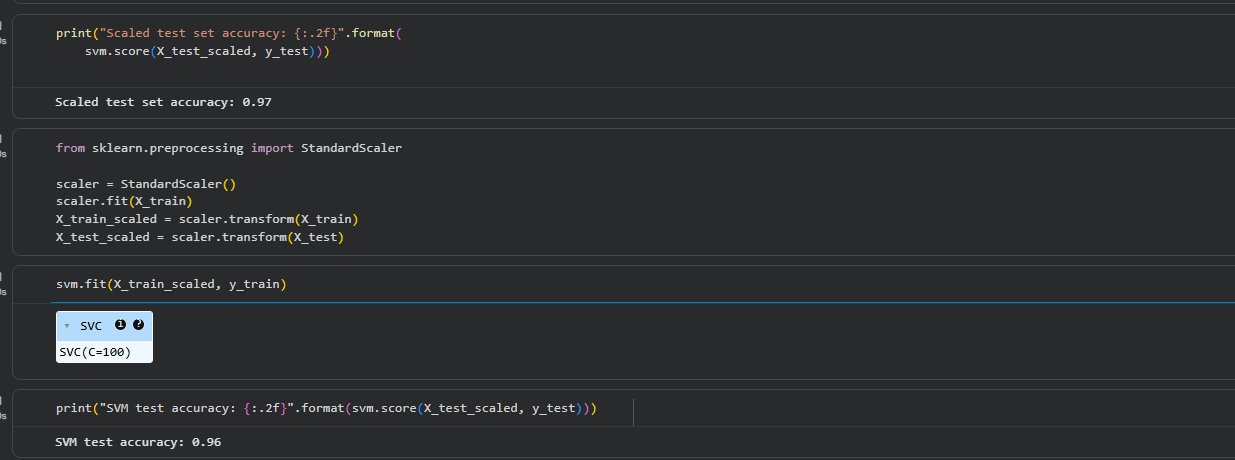 print("Scaled test set accuracy: {:.2f}".format(
    svm.score(X_test_scaled, y_test)))
Scaled test set accuracy: 0.97
from sklearn.preprocessing import StandardScaler
scaler = StandardScaler()
scaler.fit(X_train)
X_train_scaled = scaler.transform(X_train)
X_test_scaled = scaler.transform(X_test)
svm.fit(X_train_scaled, y_train)
SVC i ?
SVC(C=100)
print("SVM test accuracy: {:.2f}".format(svm.score(X_test_scaled, y_test)))
SVM test accuracy: 0.96